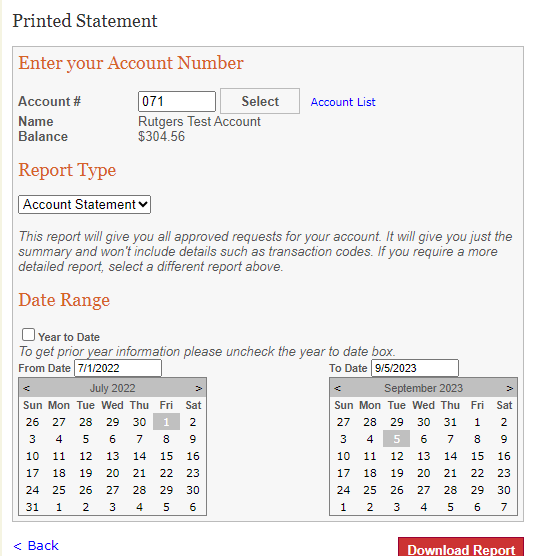 Printed Statement
Enter your Account Number
Account # 071 Select Account List
Name Rutgers Test Account
Balance $304.56
Report Type
Account Statement
This report will give you all approved requests for your account. It will give you just the
summary and won't include details such as transaction codes. If you require a more
detailed report, select a different report above.
Date Range
Year to Date
To get prior year information please uncheck the year to date box.
From Date 7/1/2022 To Date 9/5/2023
< July 2022 > < September 2023 >
Sun Mon Tue Wed Thu Fri Sat Sun Mon Tue Wed Thu Fri Sat
26 27 28 29 30 1 2 27 28 29 30 31 1 2
3 4 5 6 7 8 9 3 4 5 6 7 8 9
10 11 12 13 14 15 16 10 11 12 13 14 15 16
17 18 19 20 21 22 23 17 18 19 20 21 22 23
24 25 26 27 28 29 30 24 25 26 27 28 29 30
31 1 2 3 4 5 6 1 2 3 4 5 6 7
< Back Download Report